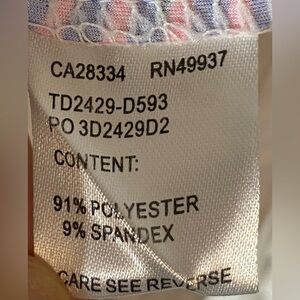 CA28334 RN49937
TD2429-D593
PO 3D2429D2
CONTENT:
91% POLYESTER
9% SPANDEX
CARE SEE REVERSE